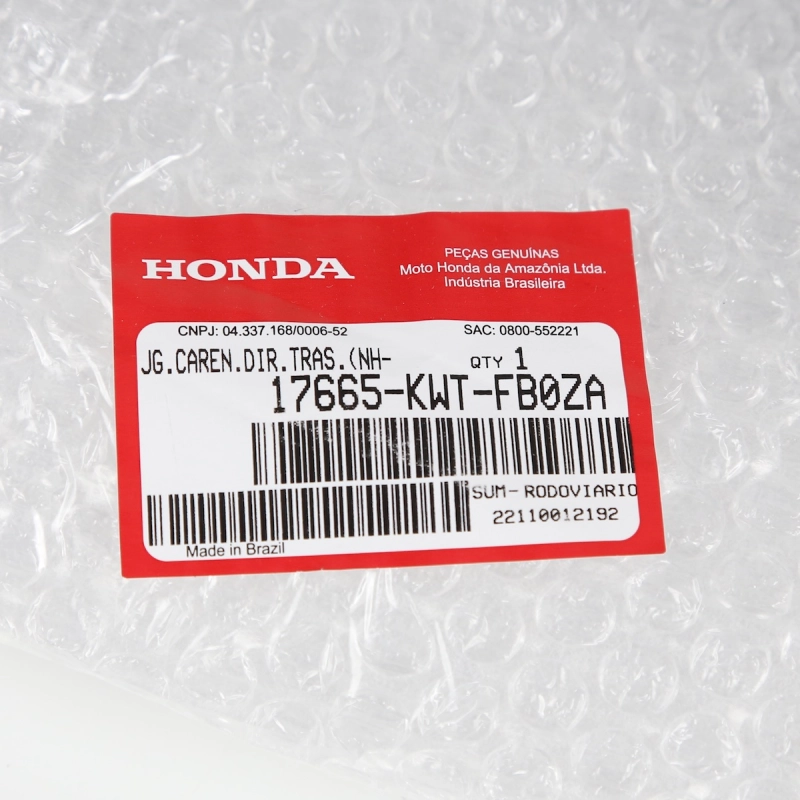 HONDA
PEÇAS GENUÍNAS
Moto Honda da Amazônia Ltda.
Indústria Brasileira
CNPJ: 04.337.168/0006-52
SAC: 0800-552221
JG.CAREN.DIR.TRAS.(NH-
QTY 1
17665-KWT-FB0ZA
SUM-RODOVIARIO
22110012192
Made in Brazil